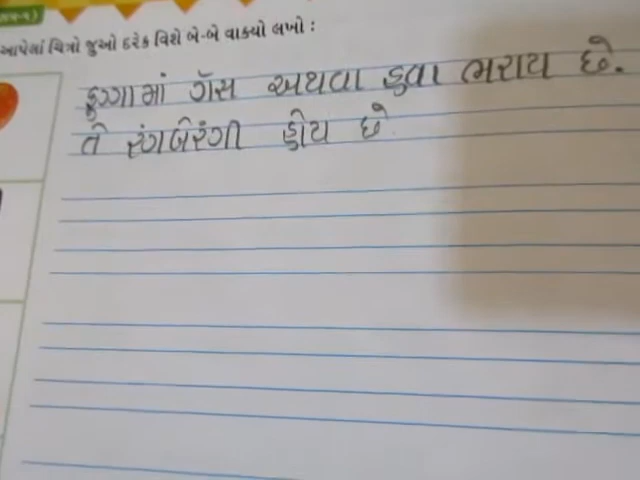 આપેલાં ચિત્રો જુઓ દરેક વિશે બે-બે વાક્યો લખો :
ફુગ્ગામાં ગૅસ અથવા હવા ભરાય છે.
તે રંગબેરંગી હોય છે